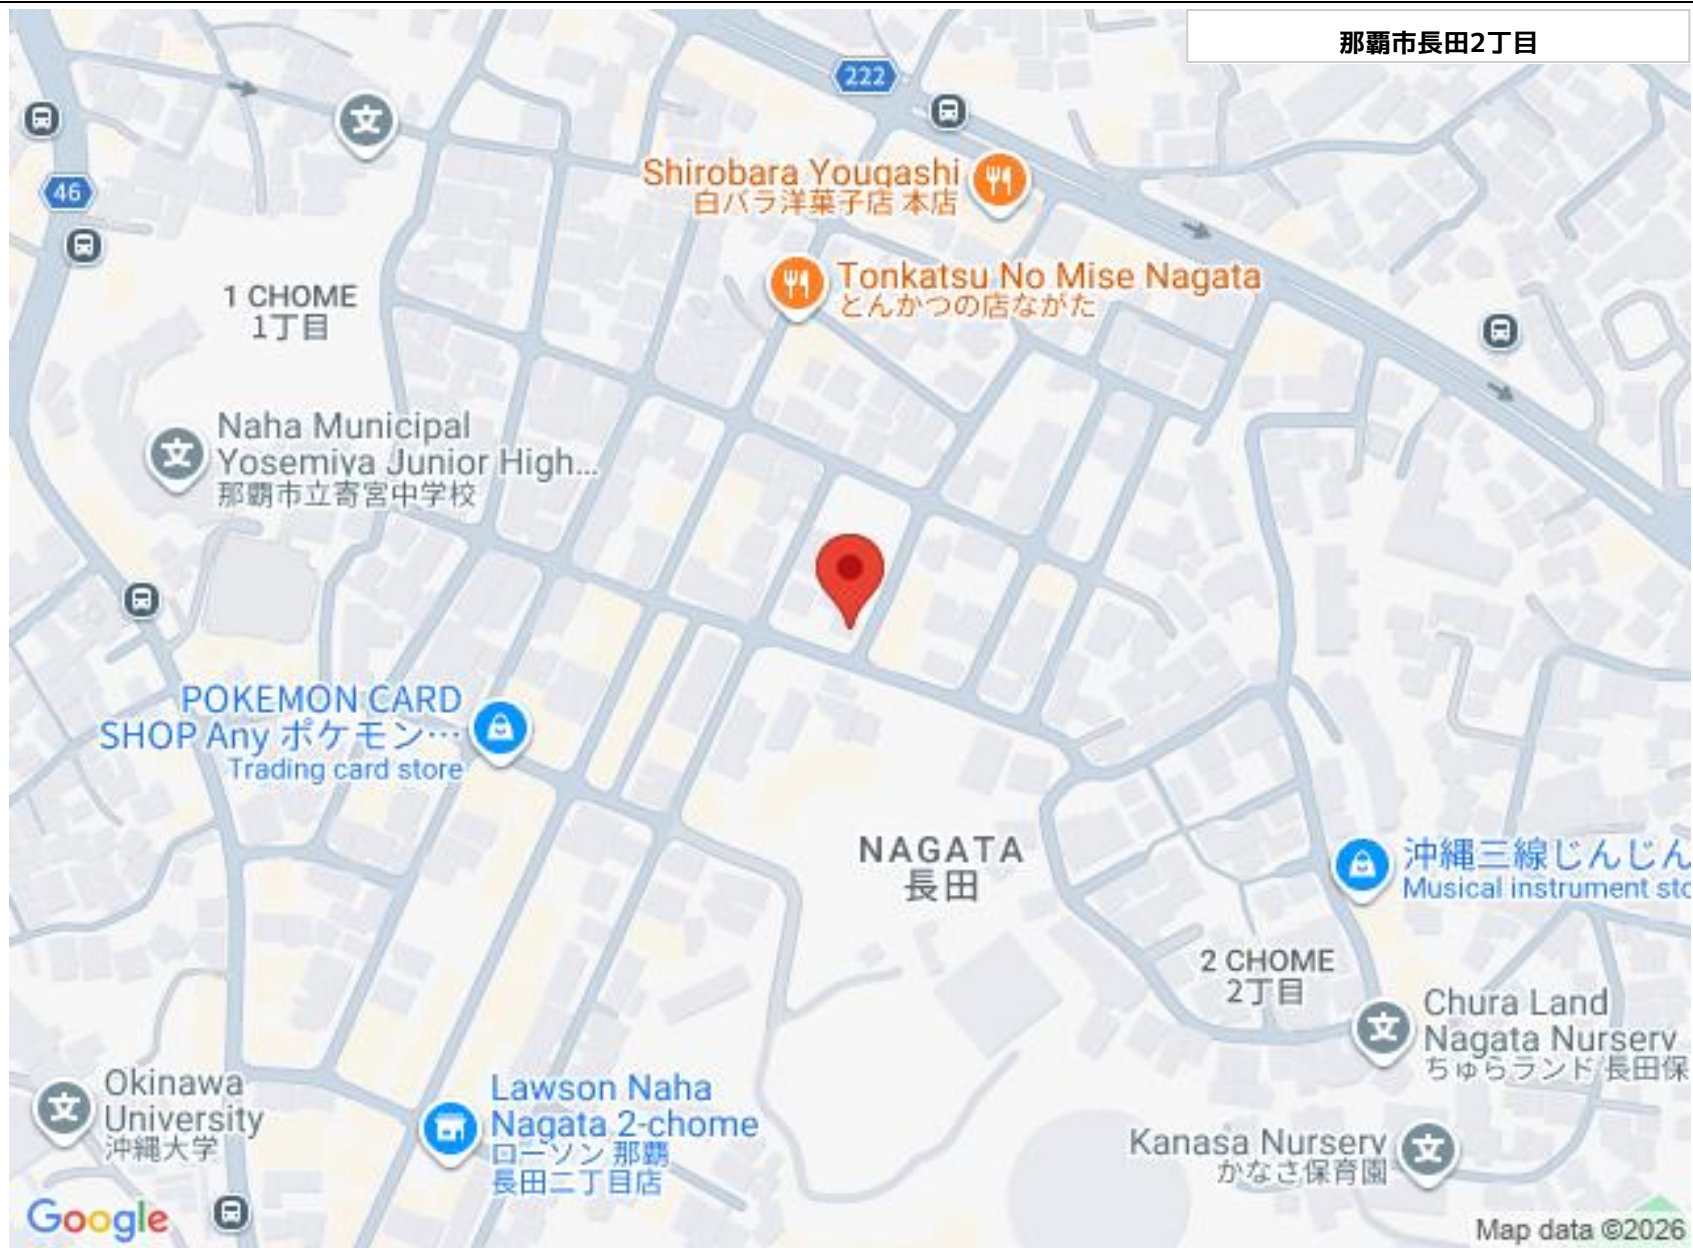 那覇市長田2丁目
222
46
Shirobara Yougashi
白バラ洋菓子店 本店
Tonkatsu No Mise Nagata
とんかつの店ながた
1 CHOME
1丁目
Naha Municipal
Yosemiya Junior High...
那覇市立寄宮中学校
文
文
POKEMON CARD
SHOP Any ポケモン…
Trading card store
NAGATA
長田
沖縄三線じんじん
Musical instrument sto
2 CHOME
2丁目
Chura Land
Nagata Nursery
ちゅらランド 長田保
文
Okinawa
University
沖縄大学
文
Lawson Naha
Nagata 2-chome
ローソン 那覇
長田二丁目店
Kanasa Nursery
かなさ保育園
文
Google
Map data ©2026